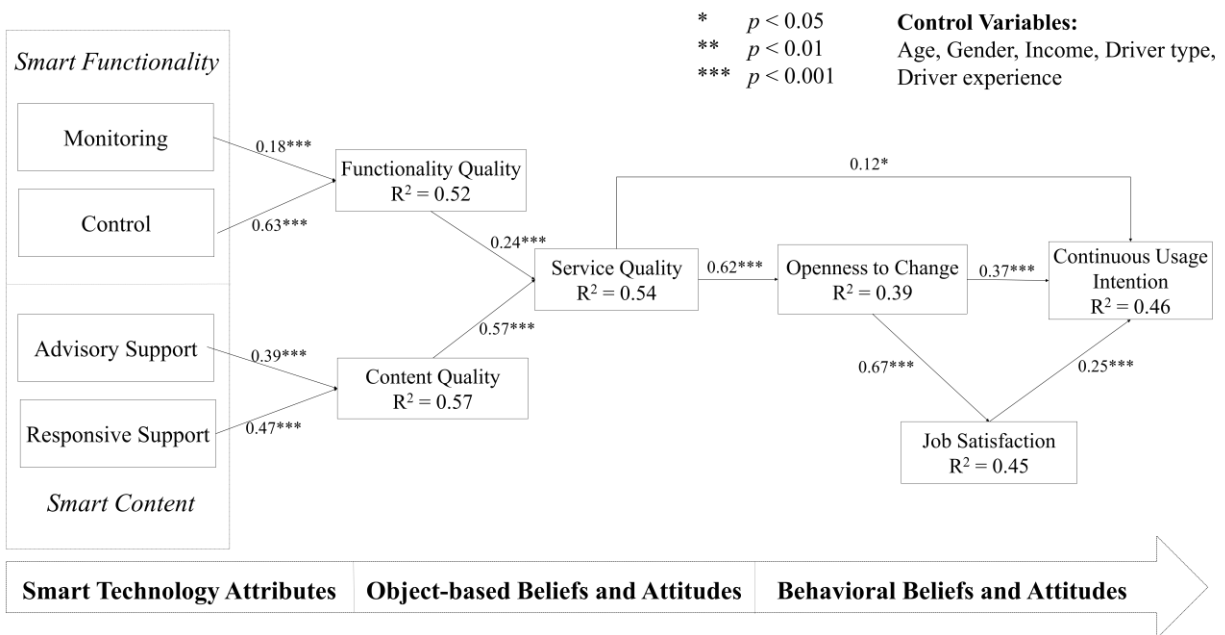 * p < 0.05
** p < 0.01
*** p < 0.001
Control Variables:
Age, Gender, Income, Driver type,
Driver experience
Smart Functionality
Monitoring
Control
Advisory Support
Responsive Support
Smart Content
0.18***
0.63***
0.39***
0.47***
Functionality Quality
R² = 0.52
Content Quality
R² = 0.57
0.24***
0.57***
Service Quality
R² = 0.54
0.12*
0.62***
Openness to Change
R² = 0.39
0.37***
0.67***
0.25***
Continuous Usage
Intention
R² = 0.46
Job Satisfaction
R² = 0.45
Smart Technology Attributes
Object-based Beliefs and Attitudes
Behavioral Beliefs and Attitudes